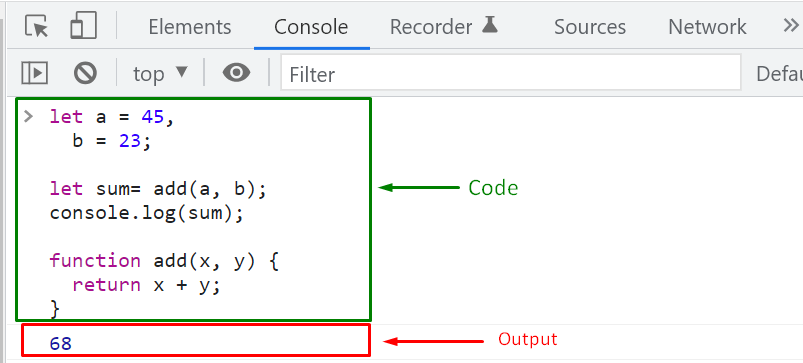 Elements Console Recorder Sources Network »
top ▼ Filter Defau
> let a = 45,
b = 23;
let sum= add(a, b);
console.log(sum);
function add(x, y) {
return x + y;
}
Code
68
Output